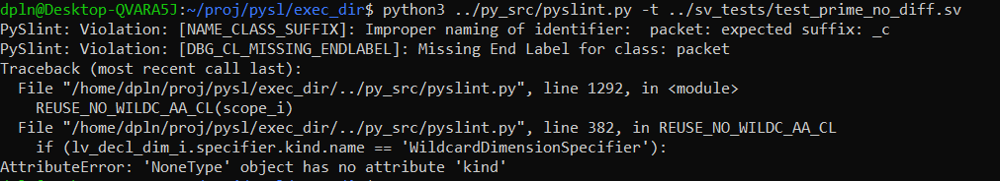 dpln@Desktop-QVARA5J:~/proj/pysl/exec_dir$ python3 ../py_src/pyslint.py -t ../sv_tests/test_prime_no_diff.sv
PySlint: Violation: [NAME_CLASS_SUFFIX]: Improper naming of identifier:  packet: expected suffix: _c
PySlint: Violation: [DBG_CL_MISSING_ENDLABEL]: Missing End Label for class: packet
Traceback (most recent call last):
  File "/home/dpln/proj/pysl/exec_dir/../py_src/pyslint.py", line 1292, in <module>
    REUSE_NO_WILDC_AA_CL(scope_i)
  File "/home/dpln/proj/pysl/exec_dir/../py_src/pyslint.py", line 382, in REUSE_NO_WILDC_AA_CL
    if (lv_decl_dim_i.specifier.kind.name == 'WildcardDimensionSpecifier'):
AttributeError: 'NoneType' object has no attribute 'kind'